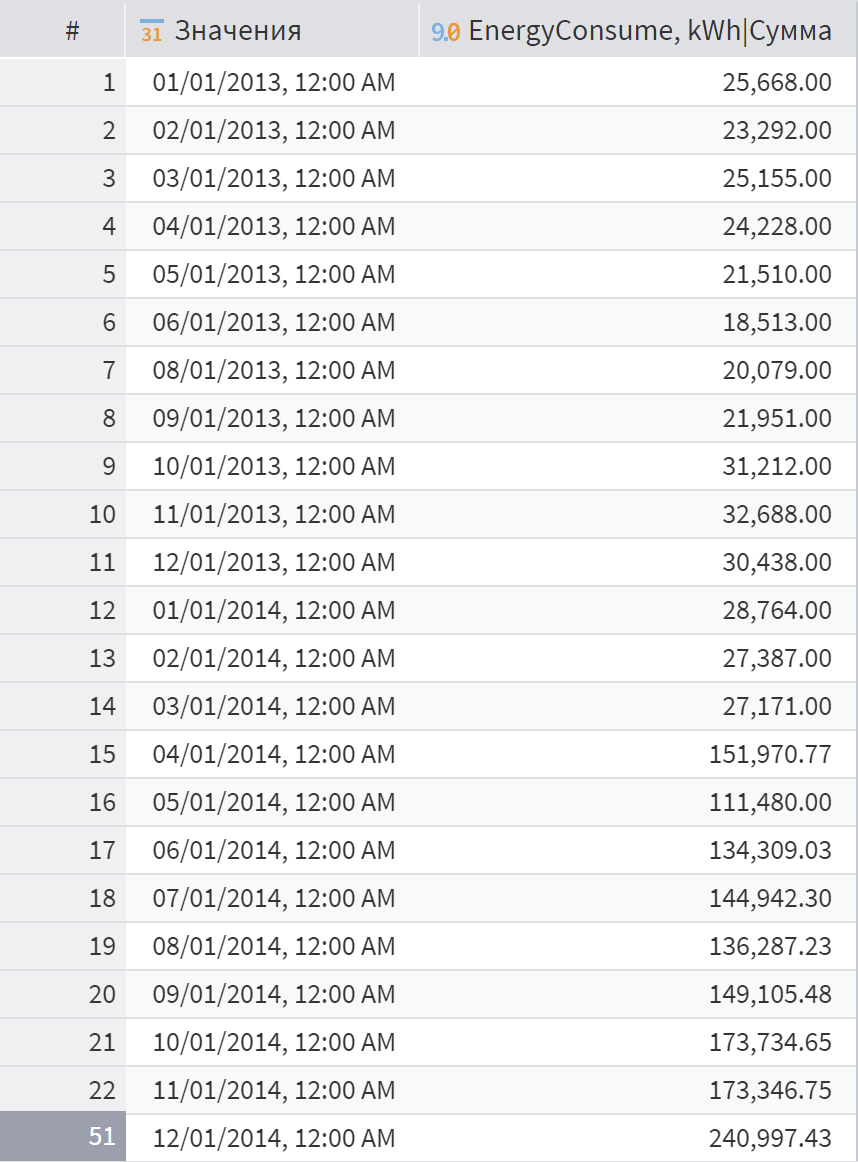 # 31 Значения 9.0 EnergyConsume, kWh|Сумма
1 01/01/2013, 12:00 AM 25,668.00
2 02/01/2013, 12:00 AM 23,292.00
3 03/01/2013, 12:00 AM 25,155.00
4 04/01/2013, 12:00 AM 24,228.00
5 05/01/2013, 12:00 AM 21,510.00
6 06/01/2013, 12:00 AM 18,513.00
7 08/01/2013, 12:00 AM 20,079.00
8 09/01/2013, 12:00 AM 21,951.00
9 10/01/2013, 12:00 AM 31,212.00
10 11/01/2013, 12:00 AM 32,688.00
11 12/01/2013, 12:00 AM 30,438.00
12 01/01/2014, 12:00 AM 28,764.00
13 02/01/2014, 12:00 AM 27,387.00
14 03/01/2014, 12:00 AM 27,171.00
15 04/01/2014, 12:00 AM 151,970.77
16 05/01/2014, 12:00 AM 111,480.00
17 06/01/2014, 12:00 AM 134,309.03
18 07/01/2014, 12:00 AM 144,942.30
19 08/01/2014, 12:00 AM 136,287.23
20 09/01/2014, 12:00 AM 149,105.48
21 10/01/2014, 12:00 AM 173,734.65
22 11/01/2014, 12:00 AM 173,346.75
51 12/01/2014, 12:00 AM 240,997.43